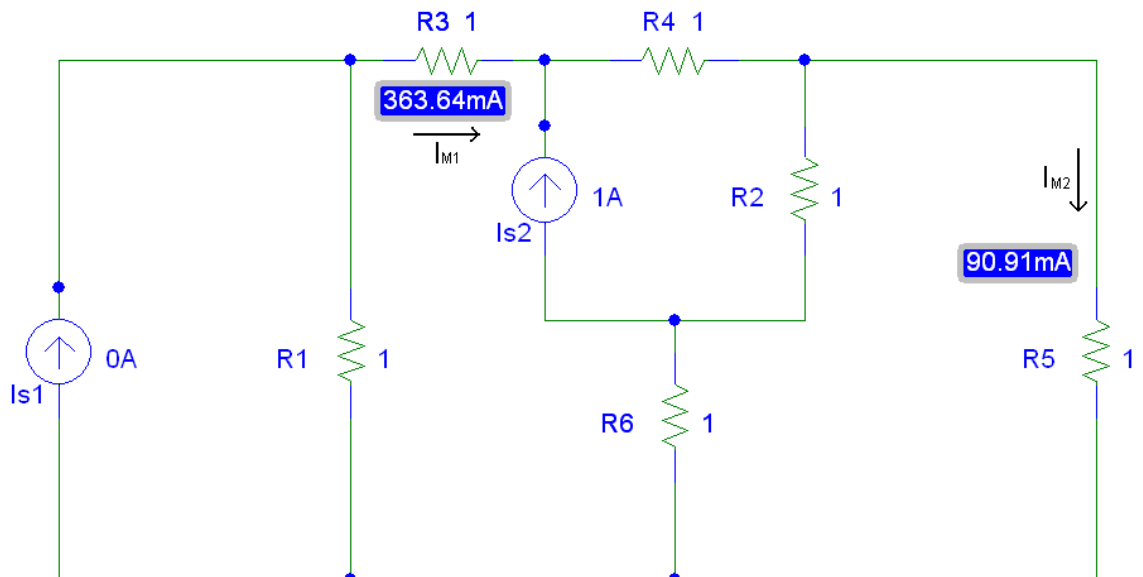 R3 1
R4 1
363.64mA
IM1
1A
R2 1
IM2
Is2
90.91mA
0A
R1 1
R5 1
Is1
R6 1